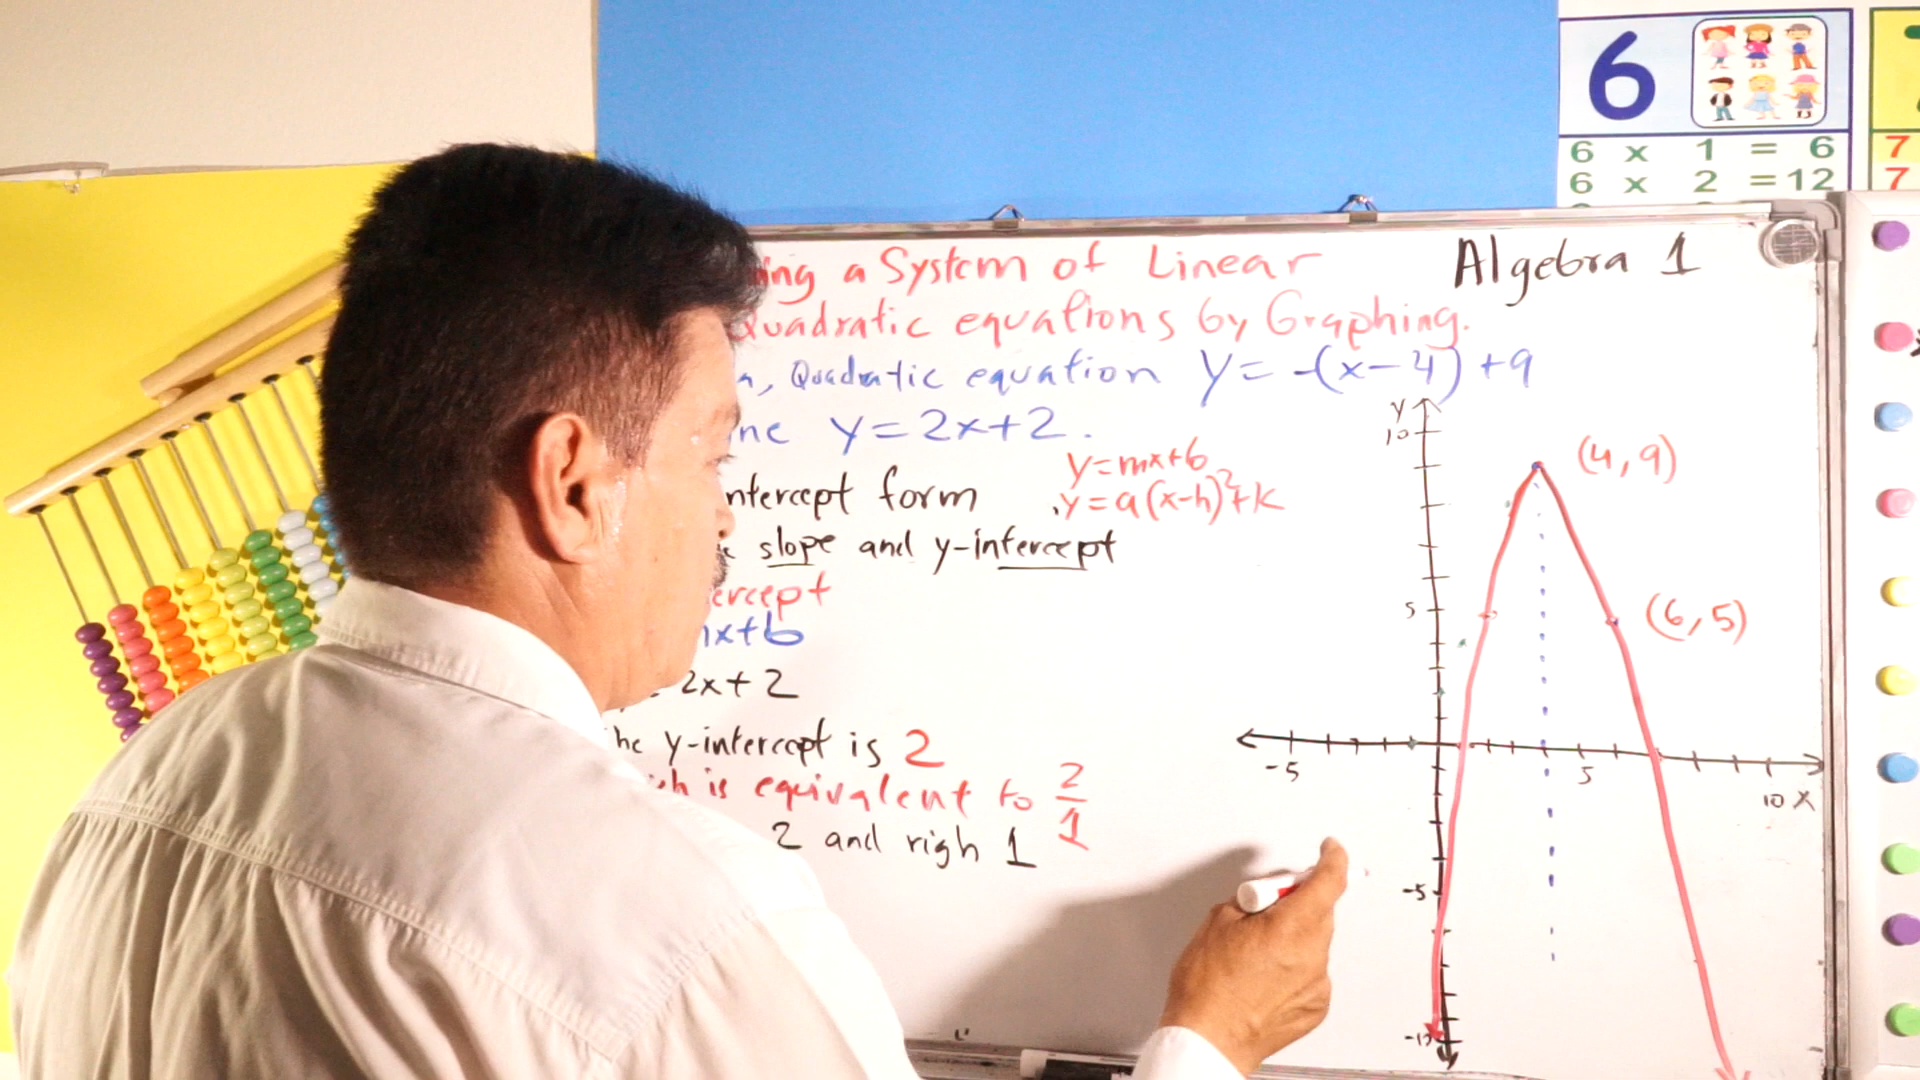 6
6 x 1 = 6
7
6 x 2 =12
7
a System of Linear
Algebra 1
Quadratic equations by Graphing.
Quadratic equation y= -(x-4)+9
y=2x+2.
y=mx+b
form y=a(x-h)²+k
slope and y-intercept
2x+2
y-intercept is 2
is equivalent to 2/1
2 and righ 1
y
10
(4,9)
5
(6,5)
-5
5
10 x
-5